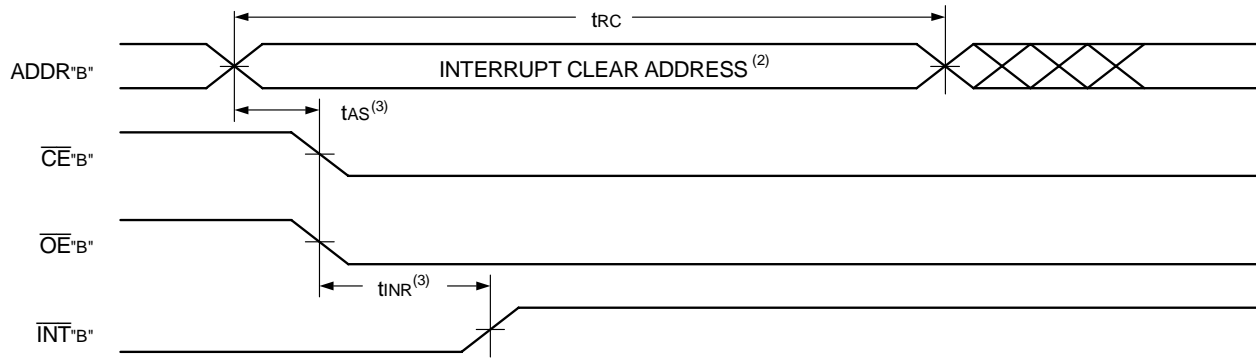 tRC
ADDR"B"
INTERRUPT CLEAR ADDRESS (2)
tAS(3)
CE"B"
OE"B"
tINR(3)
INT"B"